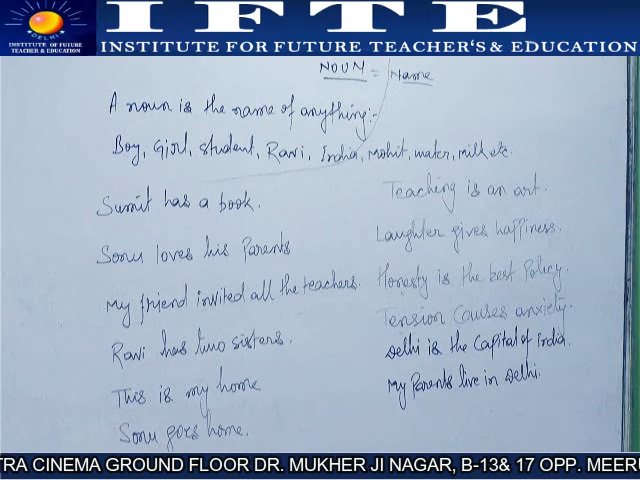 IFTE
DELHI
INSTITUTE OF FUTURE
TEACHER & EDUCATION
INSTITUTE FOR FUTURE TEACHER'S & EDUCATION
NOUN = Name
A noun is the name of anything:-
Boy, Girl, student, Ravi, India, Mohit, water, milk etc.
Sumit has a book.
Sonu loves his Parents
My friend invited all the teachers.
Ravi has two sisters.
This is my home
Sonu goes home.
Teaching is an art.
Laughter gives happiness.
Honesty is the best Policy.
Tension Causes anxiety.
Delhi is the Capital of India.
My Parents live in Delhi.
TRA CINEMA GROUND FLOOR DR. MUKHER JI NAGAR, B-13& 17 OPP. MEERU